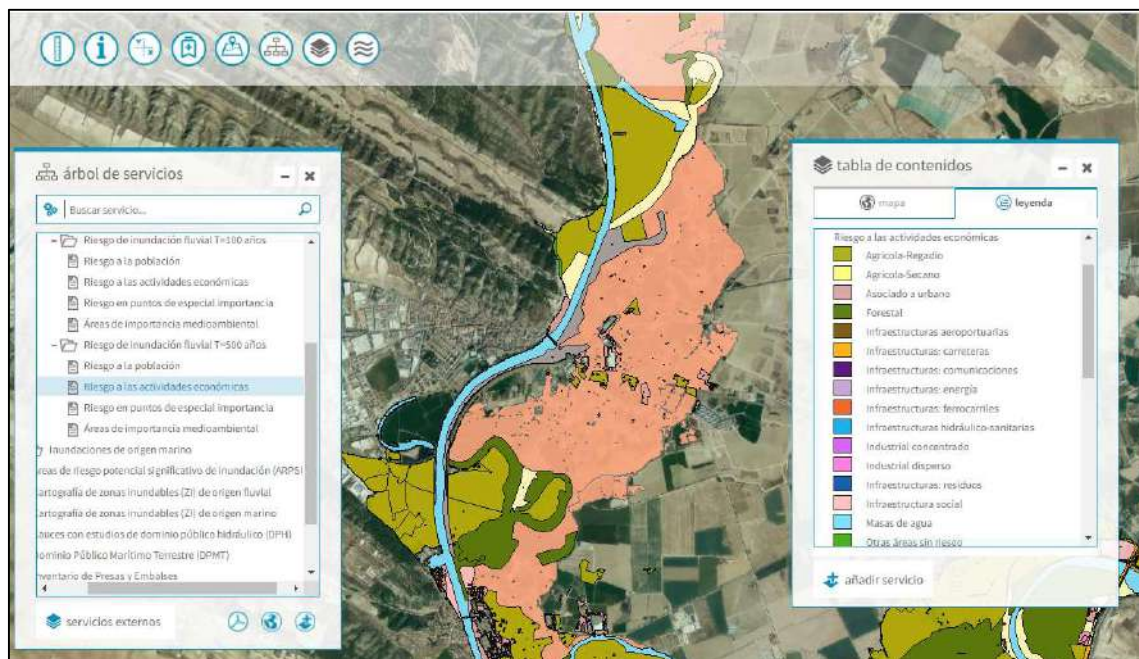 árbol de servicios
Buscar servicio...
Riesgo de inundación fluvial T=100 años
Riesgo a la población
Riesgo a las actividades económicas
Riesgo en puntos de especial importancia
Áreas de importancia medioambiental
Riesgo de inundación fluvial T=500 años
Riesgo a la población
Riesgo a las actividades económicas
Riesgo en puntos de especial importancia
Áreas de importancia medioambiental
Inundaciones de origen marino
reas de riesgo potencial significativo de inundación (ARPSI
artografía de zonas inundables (ZI) de origen fluvial
artografía de zonas inundables (ZI) de origen marino
auces con estudios de dominio público hidráulico (DPH)
ominio Público Marítimo Terrestre (DPMT)
nventario de Presas y Embalses
servicios externos
tabla de contenidos
mapa
leyenda
Riesgo a las actividades económicas
Agrícola-Regadío
Agrícola-Secano
Asociado a urbano
Forestal
Infraestructuras aeroportuarias
Infraestructuras: carreteras
Infraestructuras: comunicaciones
Infraestructuras: energía
Infraestructuras: ferrocarriles
Infraestructuras hidráulico-sanitarias
Industrial concentrado
Industrial disperso
Infraestructuras: residuos
Infraestructura social
Masas de agua
Otras áreas sin riesgo
añadir servicio